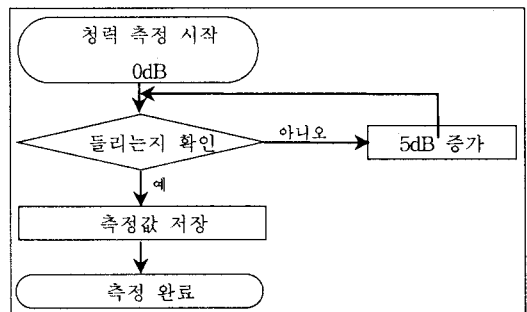 청력 측정 시작
0dB
들리는지 확인
아니오
5dB 증가
예
측정값 저장
측정 완료